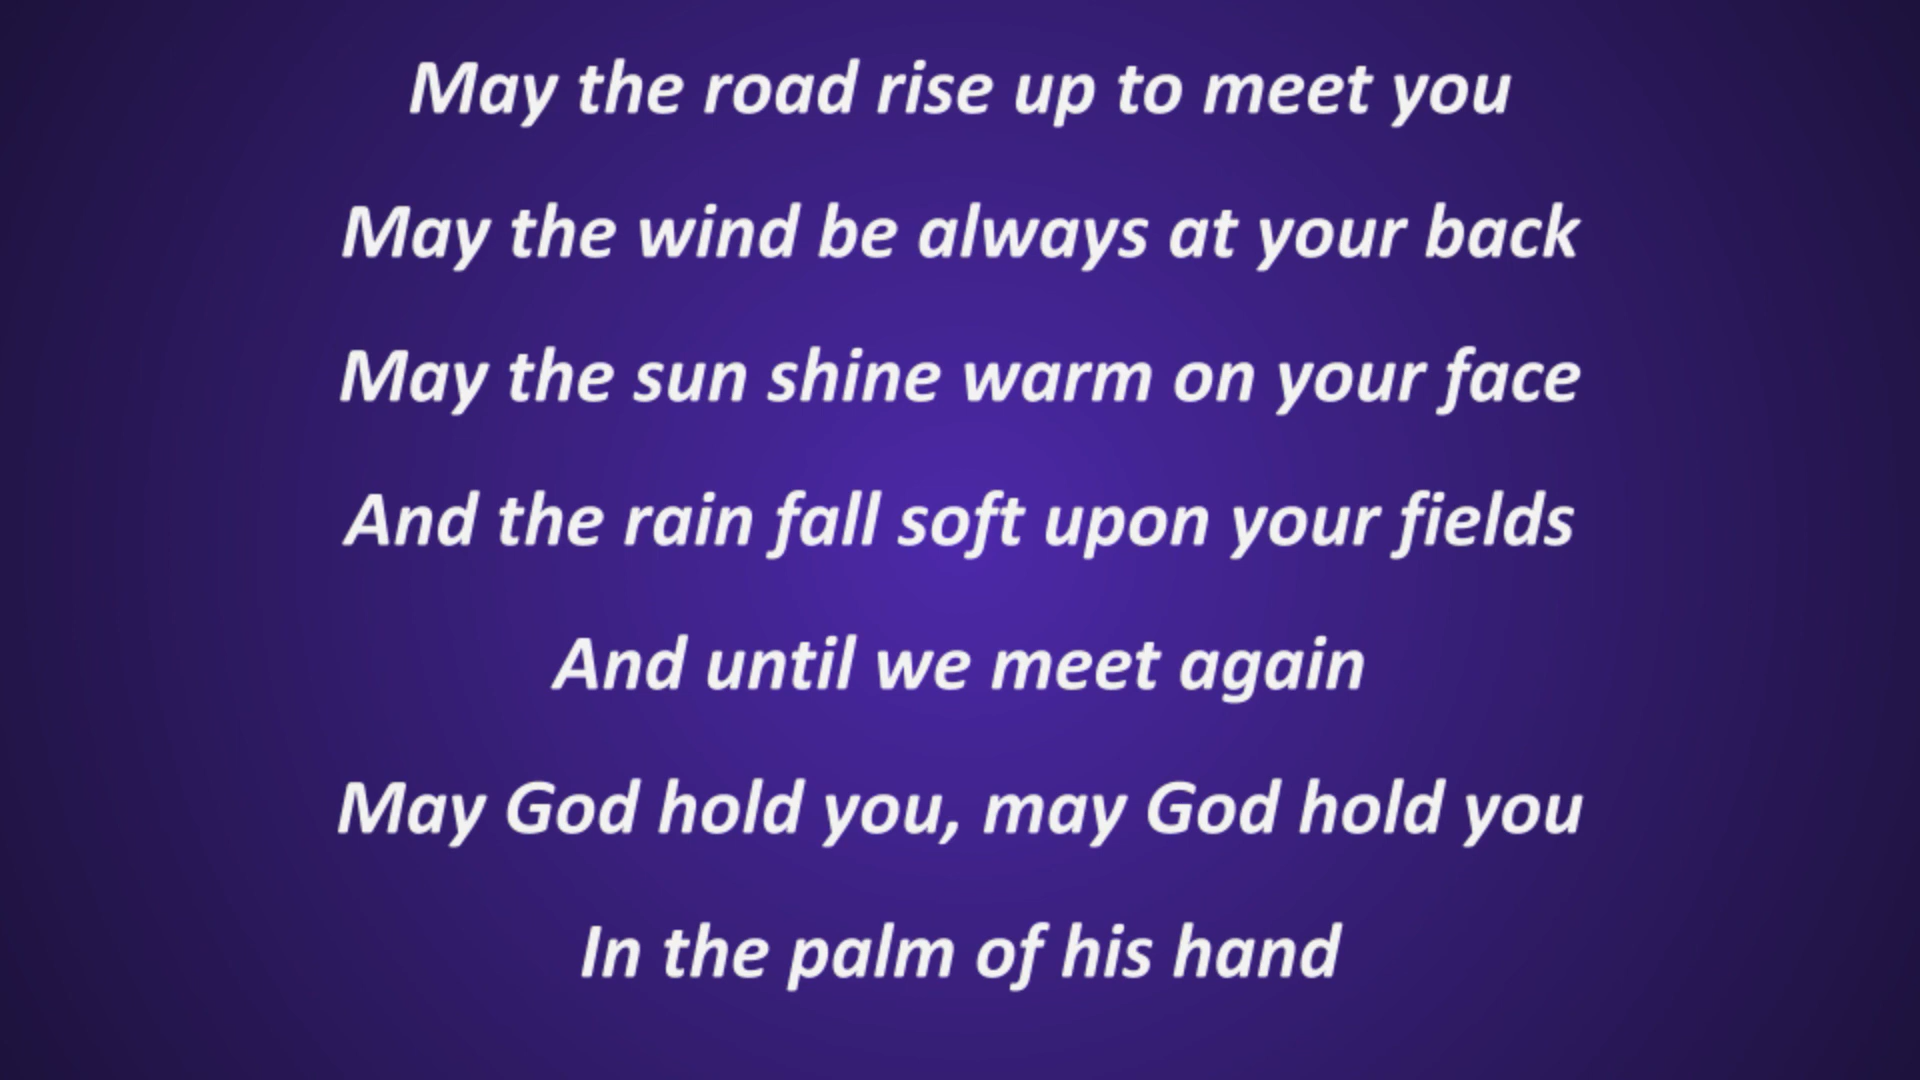 May the road rise up to meet you
May the wind be always at your back
May the sun shine warm on your face
And the rain fall soft upon your fields
And until we meet again
May God hold you, may God hold you
In the palm of his hand